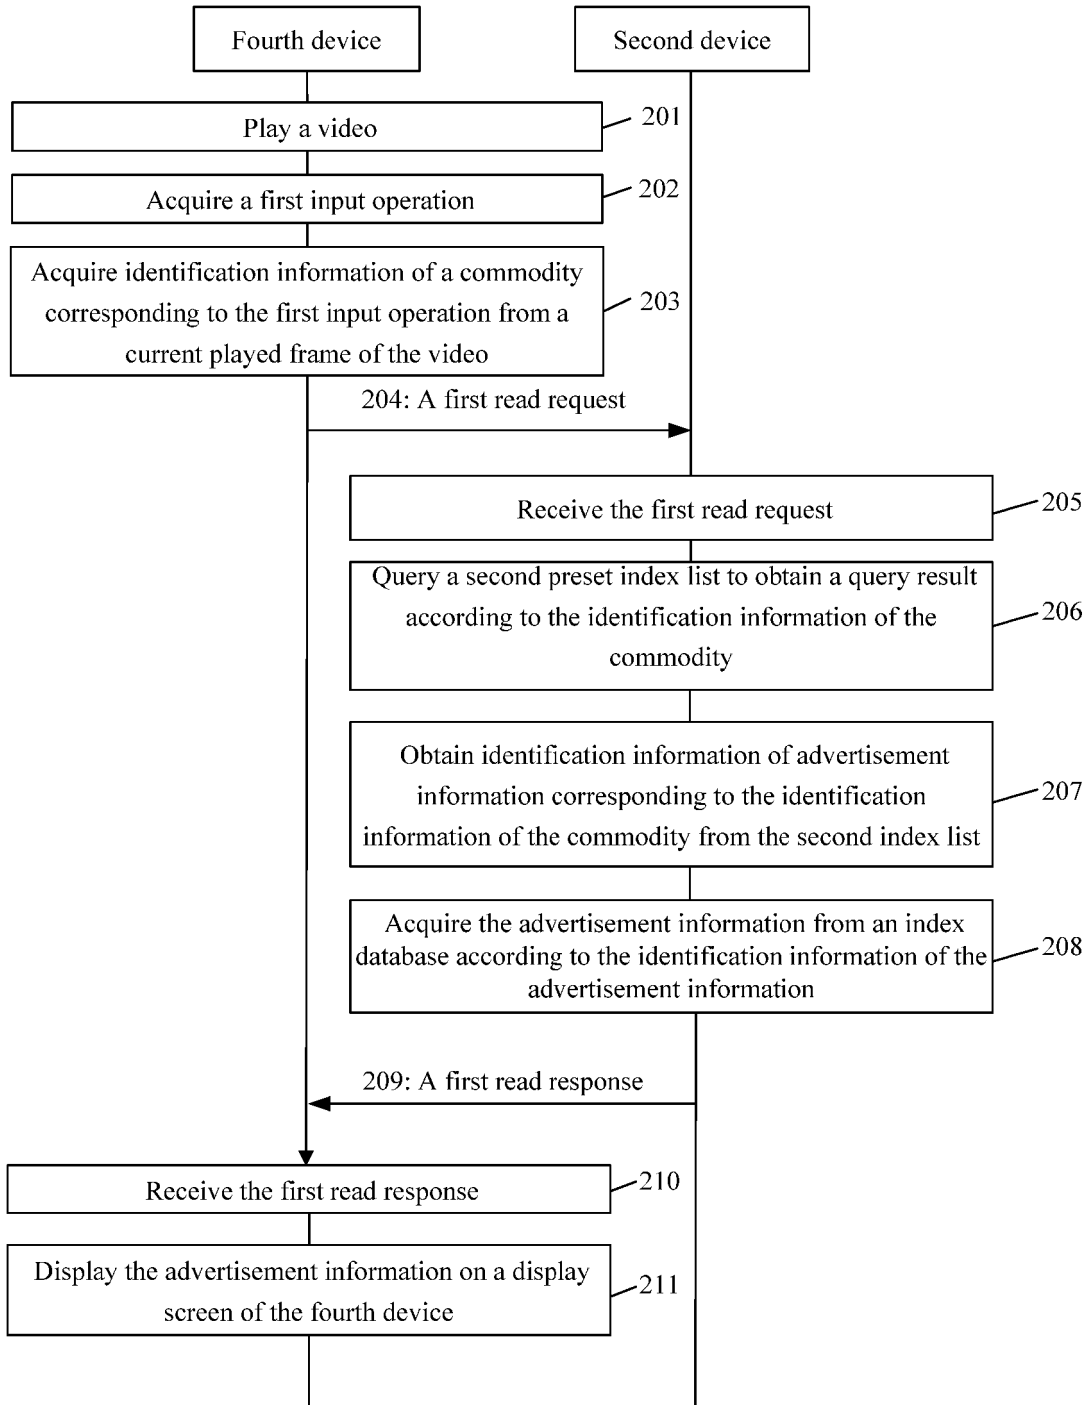 Fourth device
Second device
Play a video
201
Acquire a first input operation
202
Acquire identification information of a commodity
corresponding to the first input operation from a
current played frame of the video
203
204: A first read request
Receive the first read request
205
Query a second preset index list to obtain a query result
according to the identification information of the
commodity
206
Obtain identification information of advertisement
information corresponding to the identification
information of the commodity from the second index list
207
Acquire the advertisement information from an index
database according to the identification information of the
advertisement information
208
209: A first read response
Receive the first read response
210
Display the advertisement information on a display
screen of the fourth device
211